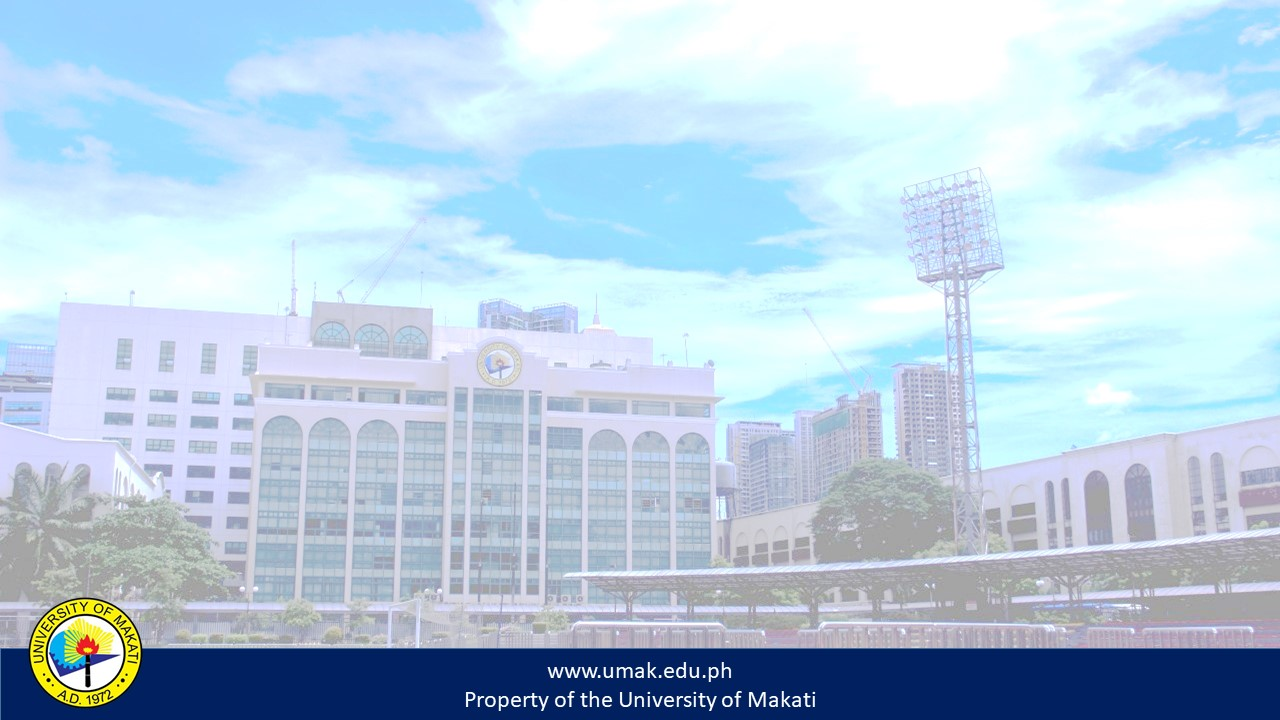 UNIVERSITY OF MAKATI
A.D. 1972
www.umak.edu.ph
Property of the University of Makati